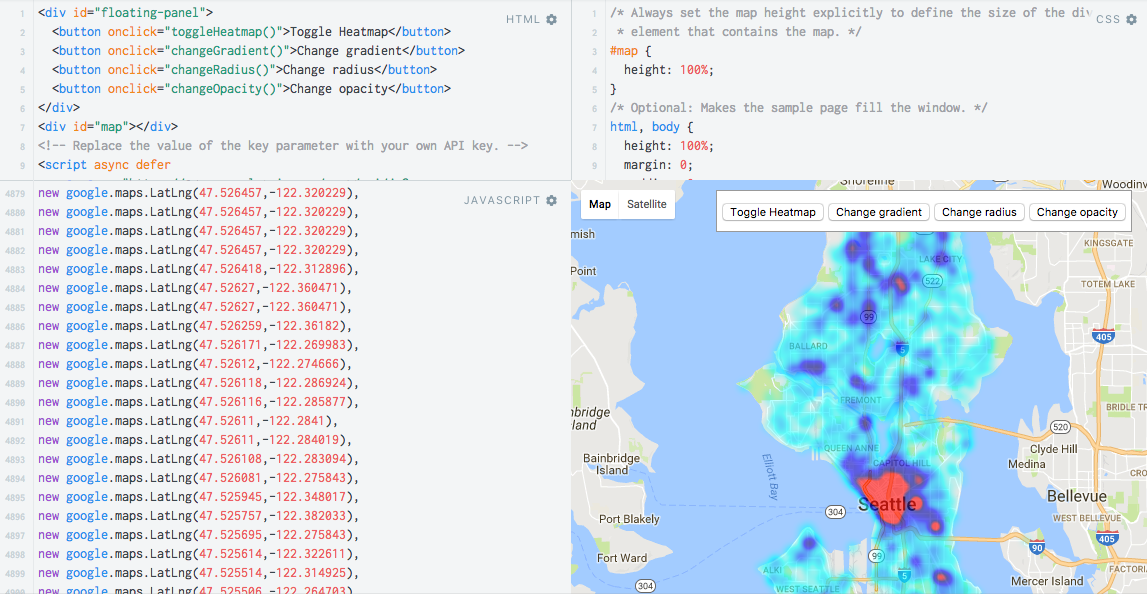 HTML
1 <div id="floating-panel">
2 <button onclick="toggleHeatmap()">Toggle Heatmap</button>
3 <button onclick="changeGradient()">Change gradient</button>
4 <button onclick="changeRadius()">Change radius</button>
5 <button onclick="changeOpacity()">Change opacity</button>
6 </div>
7 <div id="map"></div>
8 <!-- Replace the value of the key parameter with your own API key. -->
9 <script async defer
CSS
1 /* Always set the map height explicitly to define the size of the div
2 * element that contains the map. */
3 #map {
4 height: 100%;
5 }
6 /* Optional: Makes the sample page fill the window. */
7 html, body {
8 height: 100%;
9 margin: 0;
JAVASCRIPT
4879 new google.maps.LatLng(47.526457,-122.320229),
4880 new google.maps.LatLng(47.526457,-122.320229),
4881 new google.maps.LatLng(47.526457,-122.320229),
4882 new google.maps.LatLng(47.526457,-122.320229),
4883 new google.maps.LatLng(47.526418,-122.312896),
4884 new google.maps.LatLng(47.52627,-122.360471),
4885 new google.maps.LatLng(47.52627,-122.360471),
4886 new google.maps.LatLng(47.526259,-122.36182),
4887 new google.maps.LatLng(47.526171,-122.269983),
4888 new google.maps.LatLng(47.52612,-122.274666),
4889 new google.maps.LatLng(47.526118,-122.286924),
4890 new google.maps.LatLng(47.526116,-122.285877),
4891 new google.maps.LatLng(47.52611,-122.2841),
4892 new google.maps.LatLng(47.52611,-122.284019),
4893 new google.maps.LatLng(47.526108,-122.283094),
4894 new google.maps.LatLng(47.526081,-122.275843),
4895 new google.maps.LatLng(47.525945,-122.348017),
4896 new google.maps.LatLng(47.525757,-122.382033),
4897 new google.maps.LatLng(47.525695,-122.275843),
4898 new google.maps.LatLng(47.525614,-122.322611),
4899 new google.maps.LatLng(47.525514,-122.314925),
new google.maps.LatLng(47.525506,-122.264703)
Map Satellite
Toggle Heatmap Change gradient Change radius Change opacity
Shoreline
Woodinv
mish
KINGSGATE
Point
LAKE CITY
522
TOTEM LAKE
99
405
BALLARD
5
FREMONT
BRIDLE TR
nbridge
land
520
QUEEN ANNE
Clyde Hill
Bainbridge
Island
CAPITOL HILL
Medina
CRO
Elliott Bay
Seattle
Bellevue
304
Port Blakely
WEST BELLEVUE
405
90
Fort Ward
99
ALKI
5
FACTORIA
304
WEST SEATTLE
Mercer Island